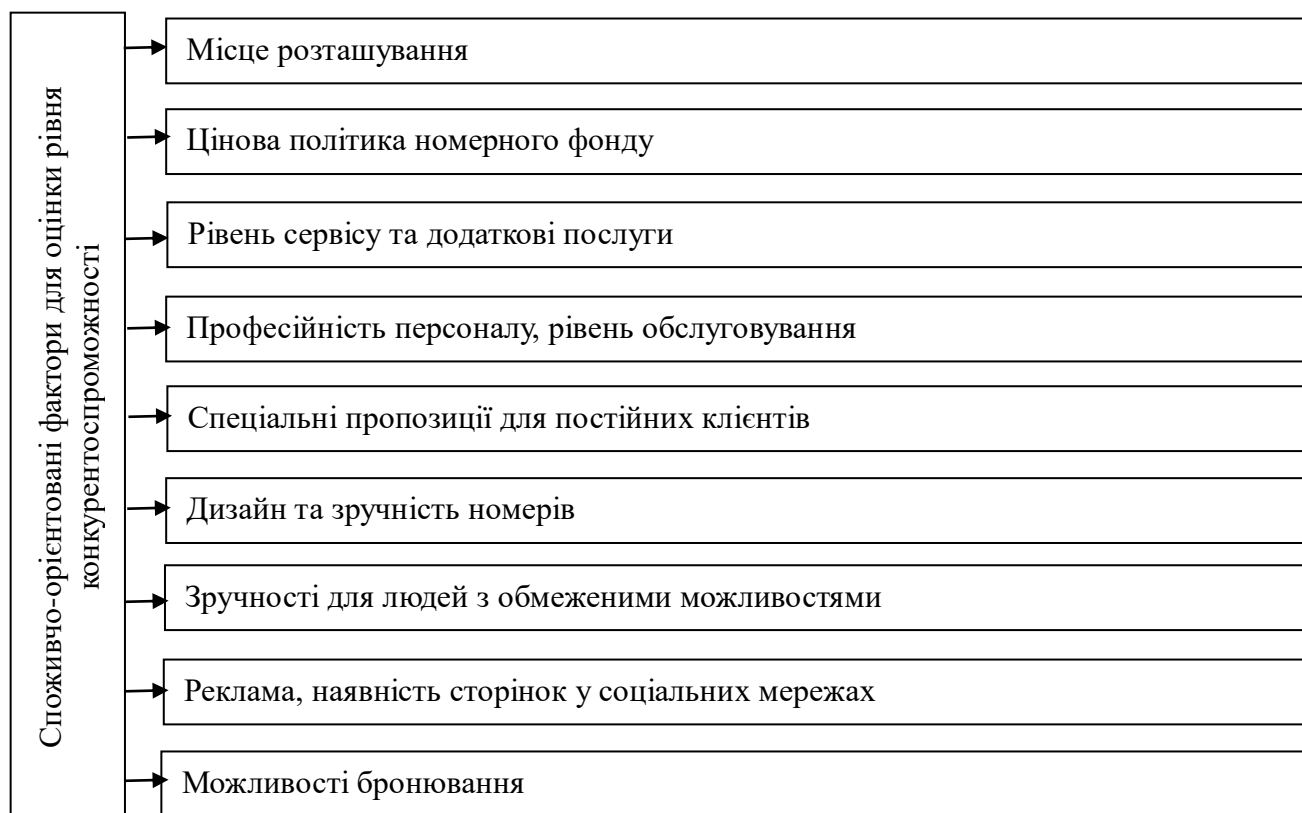 Споживчо-орієнтовані фактори для оцінки рівня
конкурентоспроможності
Місце розташування
Цінова політика номерного фонду
Рівень сервісу та додаткові послуги
Професійність персоналу, рівень обслуговування
Спеціальні пропозиції для постійних клієнтів
Дизайн та зручність номерів
Зручності для людей з обмеженими можливостями
Реклама, наявність сторінок у соціальних мережах
Можливості бронювання